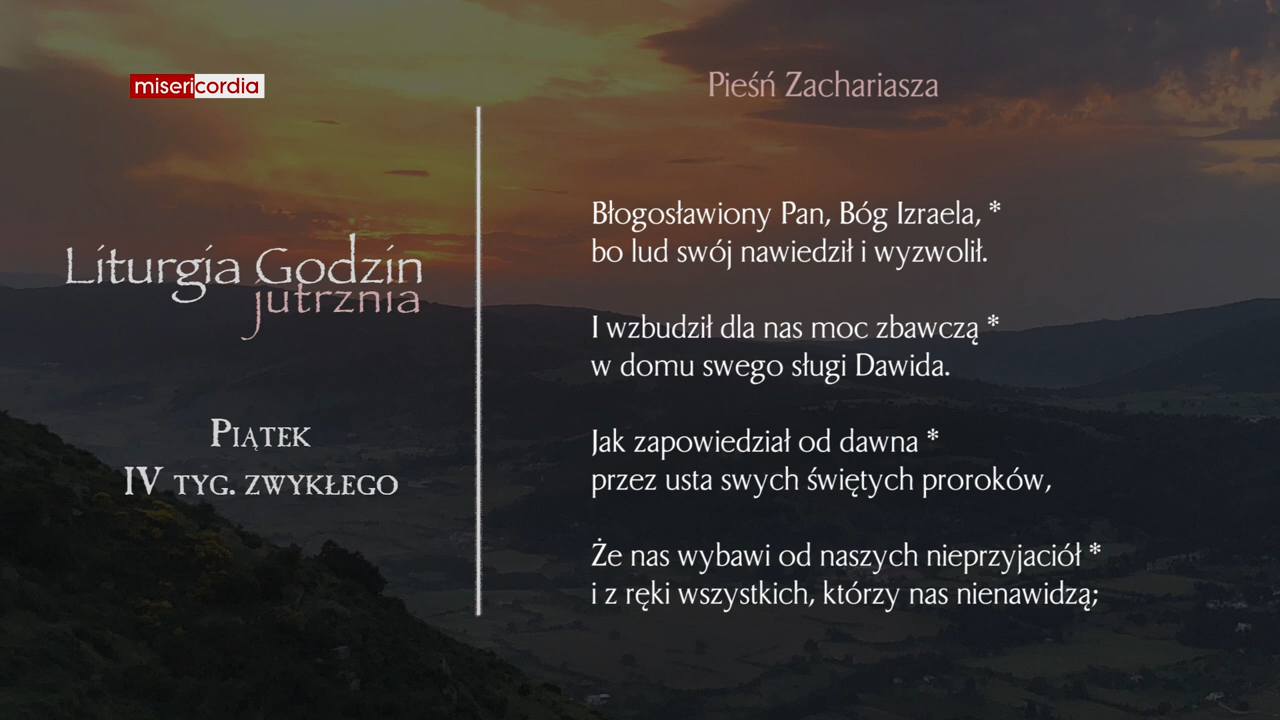 misericordia
Liturgia Godzin
jutrznia
Piątek
IV tyg. zwykłego
Pieśń Zachariasza
Błogosławiony Pan, Bóg Izraela, *
bo lud swój nawiedził i wyzwolił.
I wzbudził dla nas moc zbawczą *
w domu swego sługi Dawida.
Jak zapowiedział od dawna *
przez usta swych świętych proroków,
Że nas wybawi od naszych nieprzyjaciół *
i z ręki wszystkich, którzy nas nienawidzą;